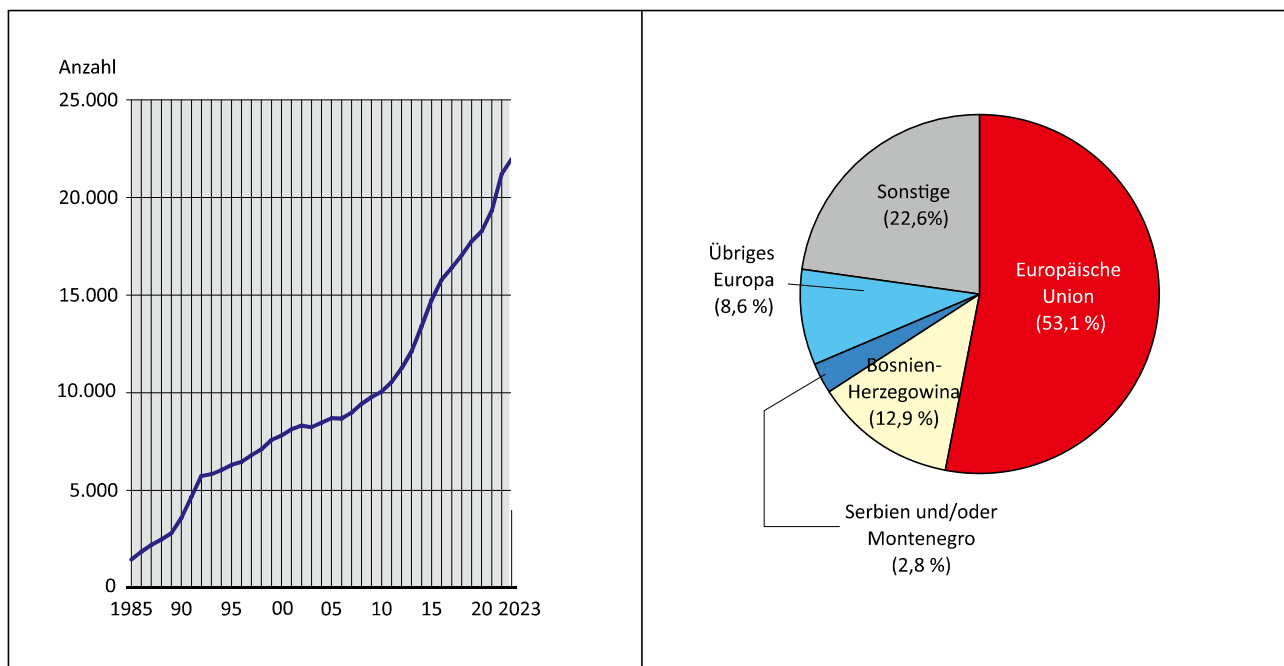 Anzahl
25.000
20.000
15.000
10.000
5.000
0
1985 90 95 00 05 10 15 20 2023
Sonstige
(22,6%)
Übriges
Europa
(8,6 %)
Europäische
Union
(53,1 %)
Bosnien-
Herzegowina
(12,9 %)
Serbien und/oder
Montenegro
(2,8 %)